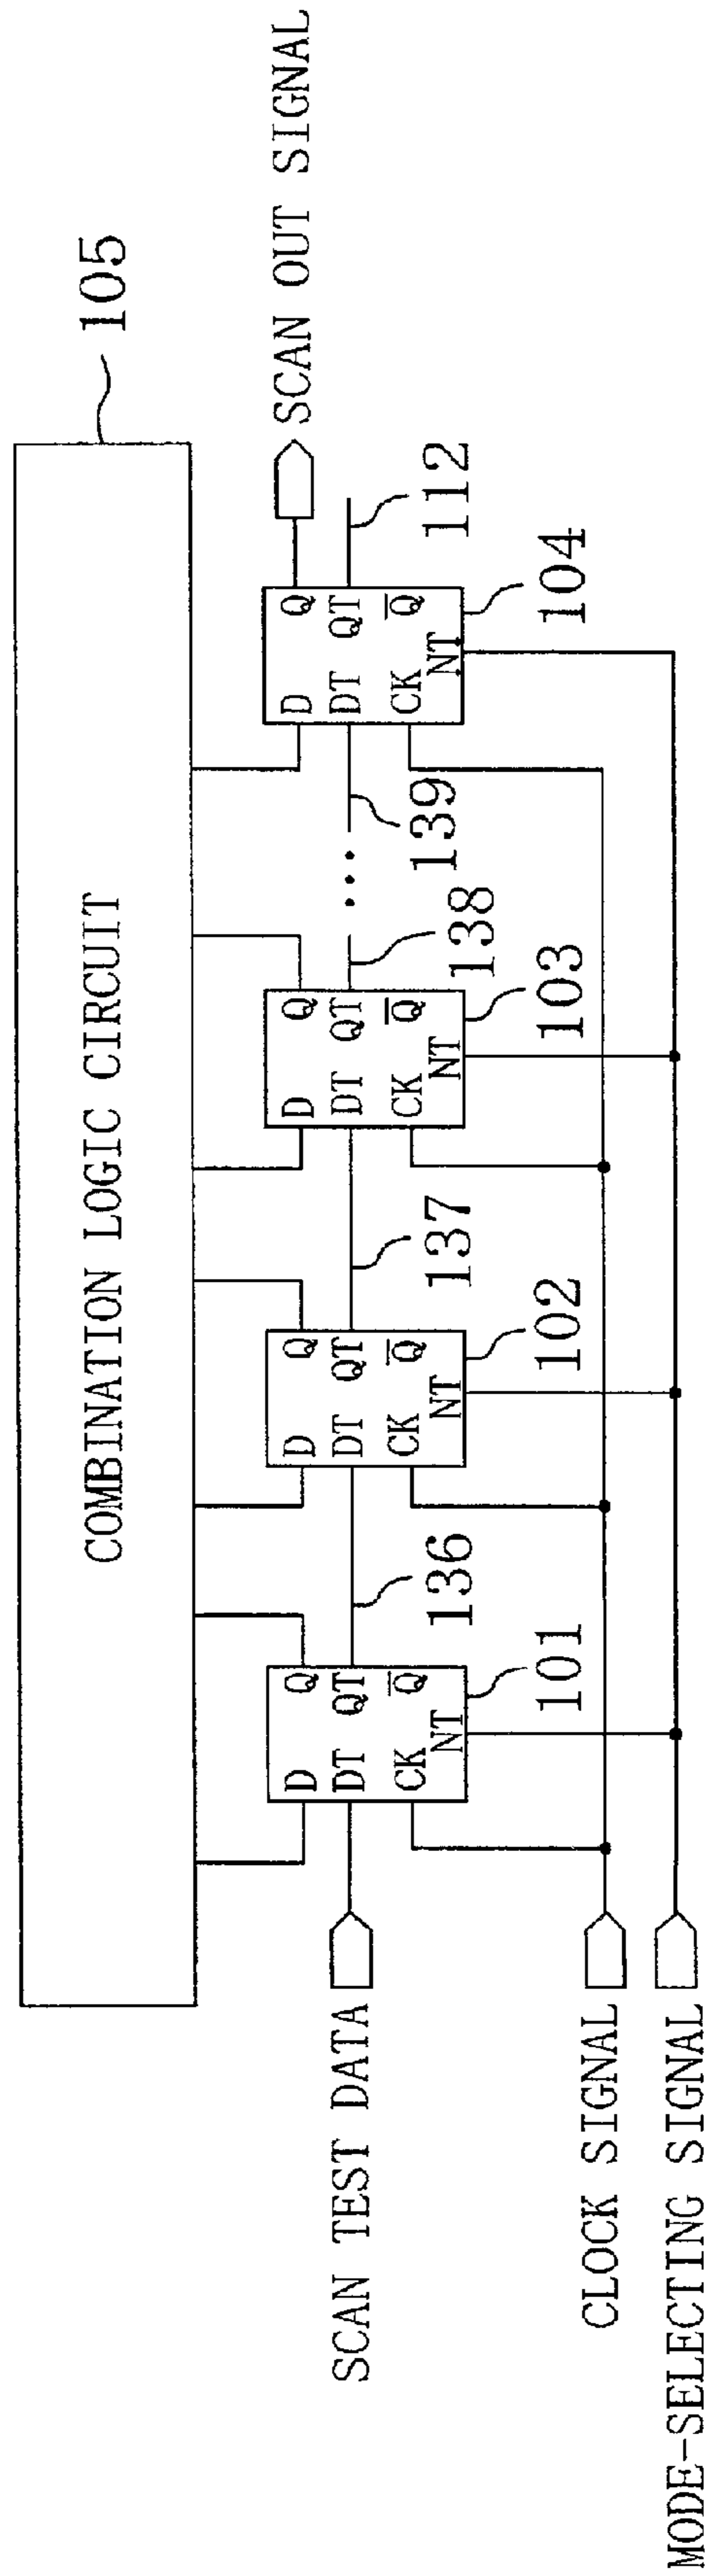 105
COMBINATION LOGIC CIRCUIT
SCAN OUT SIGNAL
SCAN TEST DATA
D Q
DT QT
CK Q̅
NT
101
136
D Q
DT QT
CK Q̅
NT
102
137
D Q
DT QT
CK Q̅
NT
103
138
...
139
D Q
DT QT
CK Q̅
NT
104
112
CLOCK SIGNAL
MODE-SELECTING SIGNAL